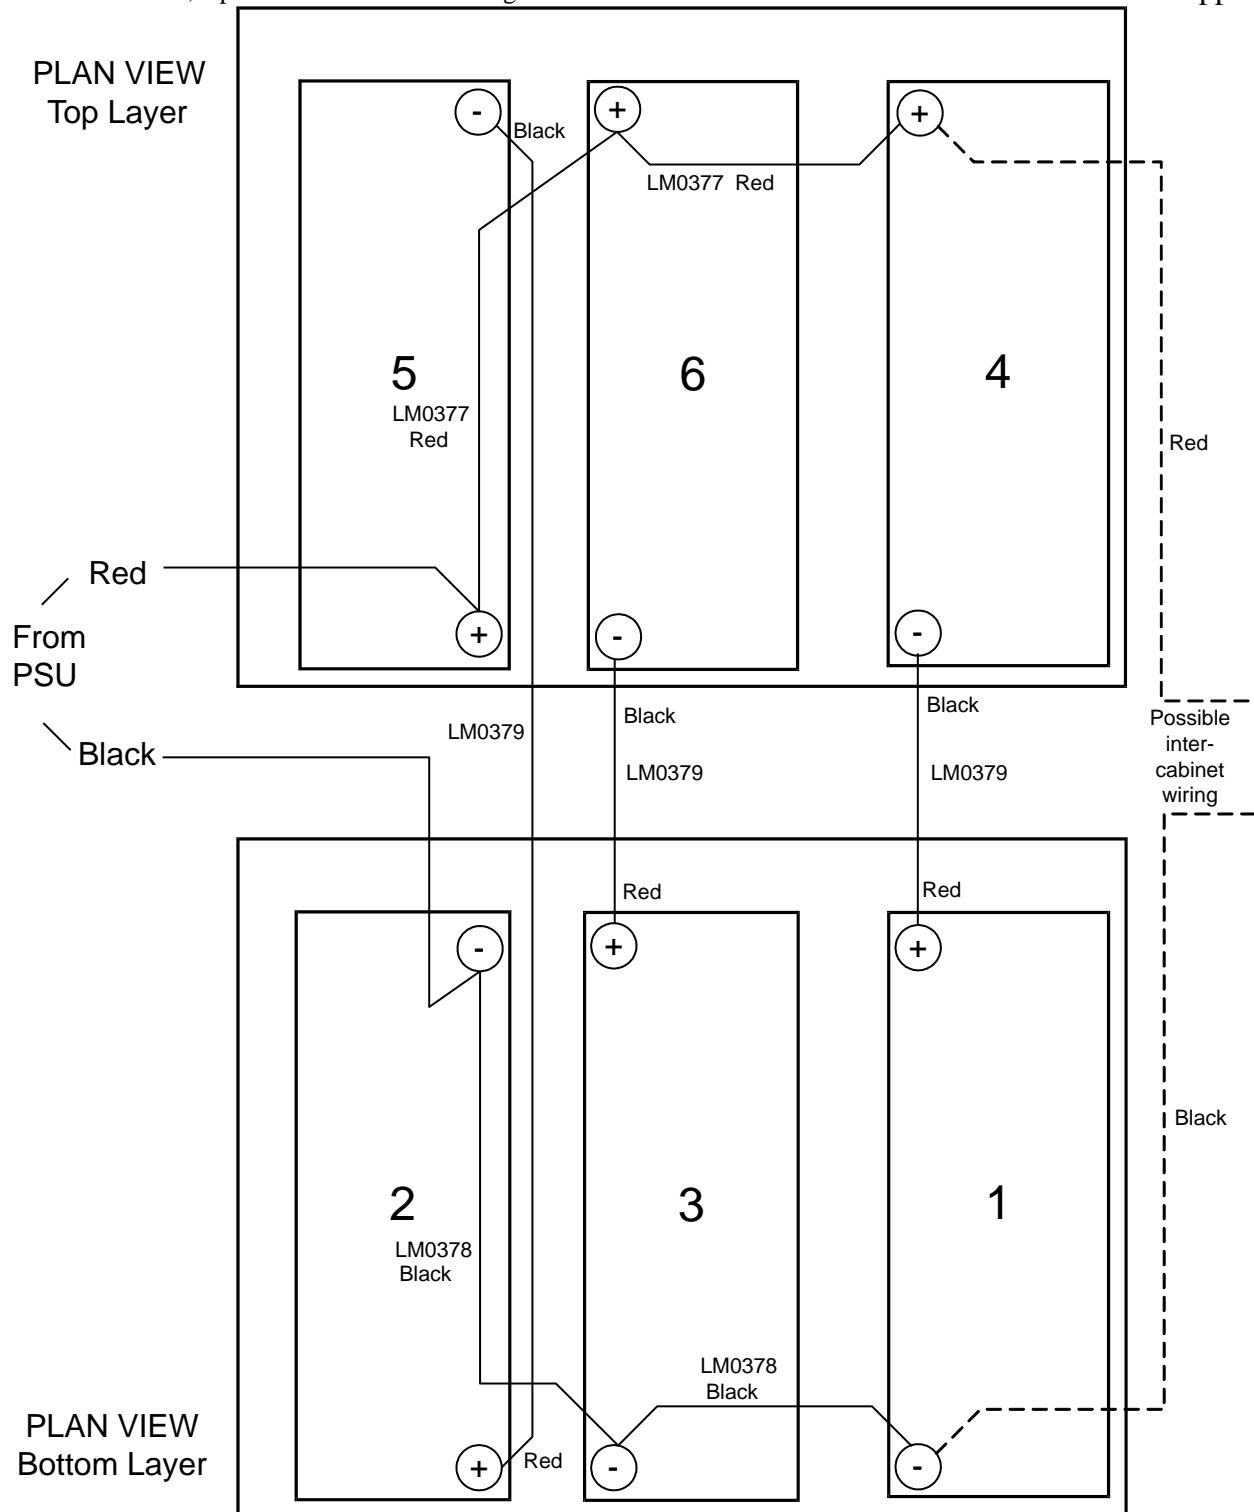 PLAN VIEW
Top Layer
-
+
+
Black
LM0377 Red
5
6
4
LM0377
Red
Red
Red
From
PSU
+
-
-
Black
Black
Black
LM0379
LM0379
LM0379
Possible
inter-
cabinet
wiring
Red
Red
-
+
+
Black
2
3
1
LM0378
Black
LM0378
Black
PLAN VIEW
Bottom Layer
+
Red
-
-